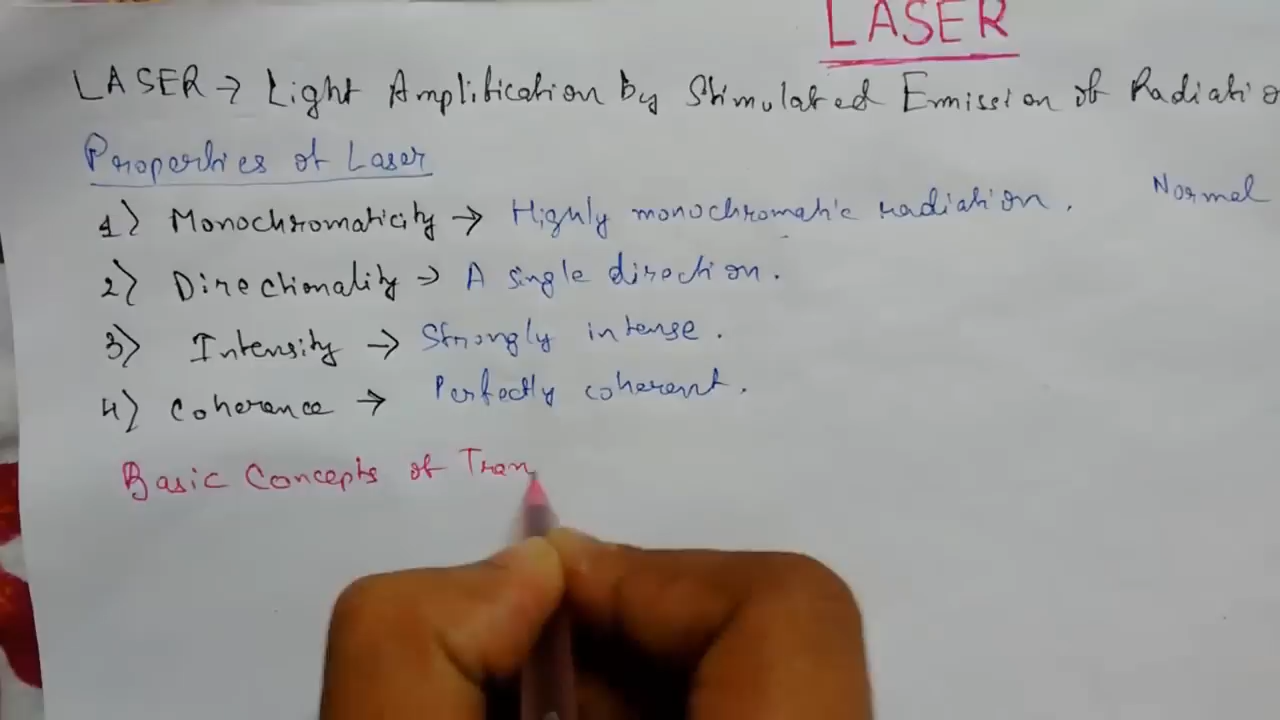 LASER
LASER → Light Amplification by Stimulated Emission of Radiatio
Properties of Laser
1) Monochromaticity → Highly monochromatic radiation. Normal
2) Directionality → A single direction.
3) Intensity → Strongly intense.
4) Coherence → Perfectly coherent.
Basic Concepts of Tran